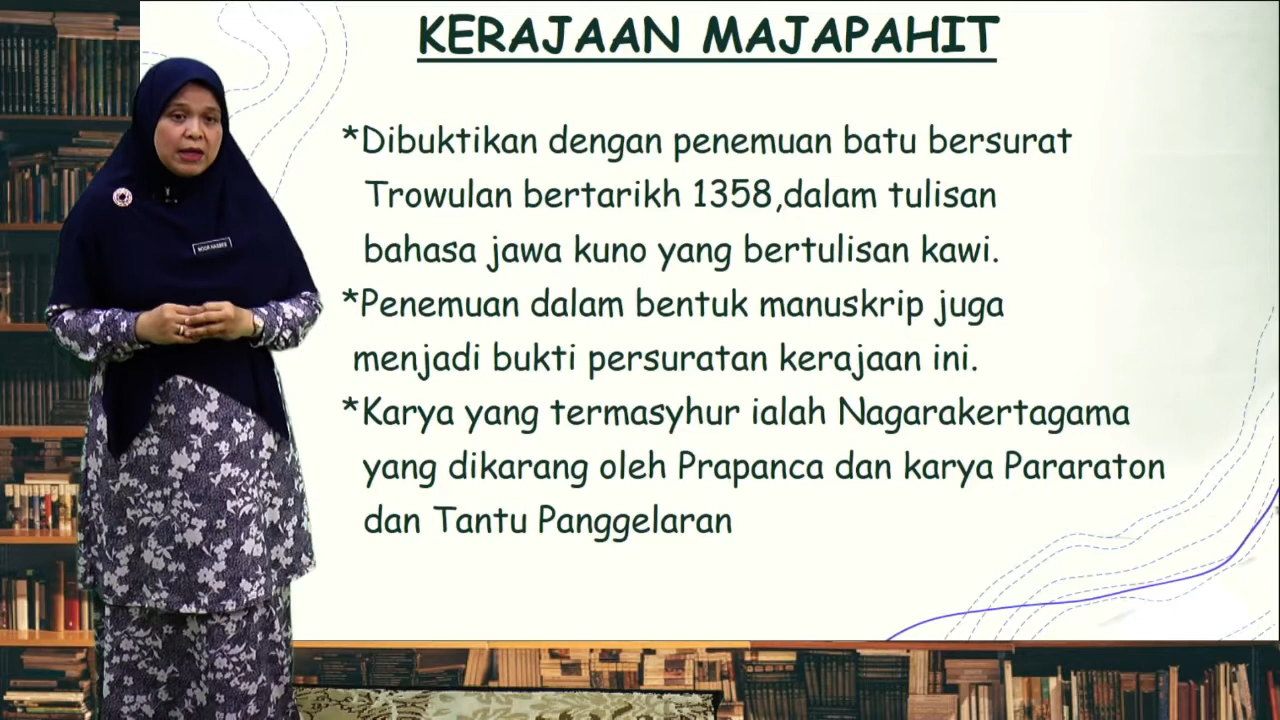 KERAJAAN MAJAPAHIT
*Dibuktikan dengan penemuan batu bersurat
Trowulan bertarikh 1358,dalam tulisan
bahasa jawa kuno yang bertulisan kawi.
*Penemuan dalam bentuk manuskrip juga
menjadi bukti persuratan kerajaan ini.
*Karya yang termasyhur ialah Nagarakertagama
yang dikarang oleh Prapanca dan karya Pararaton
dan Tantu Panggelaran